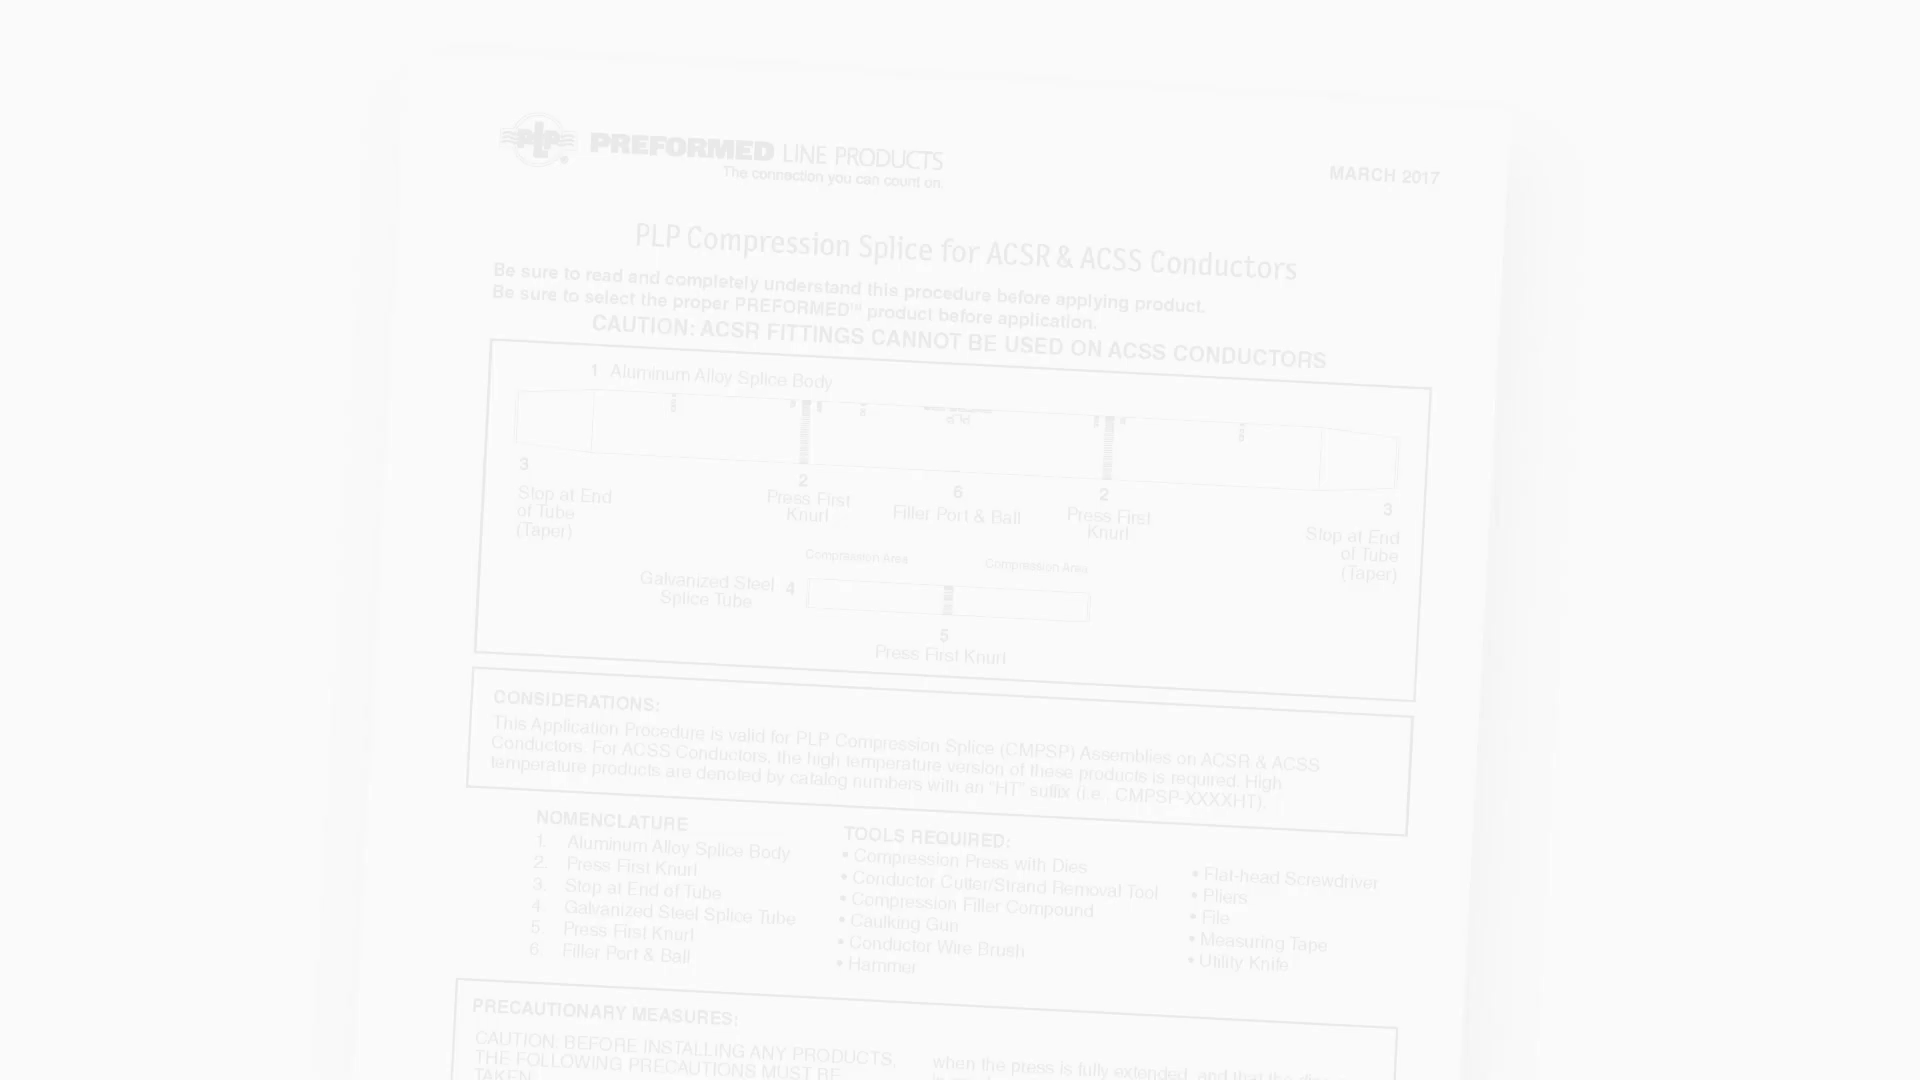 PLP
PREFORMED LINE PRODUCTS
The connection you can count on.
MARCH 2017
PLP Compression Splice for ACSR & ACSS Conductors
Be sure to read and completely understand this procedure before applying product.
Be sure to select the proper PREFORMED™ product before application.
CAUTION: ACSR FITTINGS CANNOT BE USED ON ACSS CONDUCTORS
1 Aluminum Alloy Splice Body
3
Stop at End
of Tube
(Taper)
2
Press First
Knurl
6
Filler Port & Ball
2
Press First
Knurl
3
Stop at End
of Tube
(Taper)
Compression Area
Compression Area
Galvanized Steel
Splice Tube
4
5
Press First Knurl
CONSIDERATIONS:
This Application Procedure is valid for PLP Compression Splice (CMPSP) Assemblies on ACSR & ACSS
Conductors. For ACSS Conductors, the high temperature version of these products is required. High
temperature products are denoted by catalog numbers with an "HT" suffix (i.e.. CMPSP-XXXXHT).
NOMENCLATURE
1. Aluminum Alloy Splice Body
2. Press First Knurl
3. Stop at End of Tube
4. Galvanized Steel Splice Tube
5. Press First Knurl
6. Filler Port & Ball
TOOLS REQUIRED:
• Compression Press with Dies
• Conductor Cutter/Strand Removal Tool
• Compression Filler Compound
• Caulking Gun
• Conductor Wire Brush
• Hammer
• Flat-head Screwdriver
• Pliers
• File
• Measuring Tape
• Utility Knife
PRECAUTIONARY MEASURES:
CAUTION: BEFORE INSTALLING ANY PRODUCTS,
THE FOLLOWING PRECAUTIONS MUST BE
TAKEN
when the press is fully extended, and that the